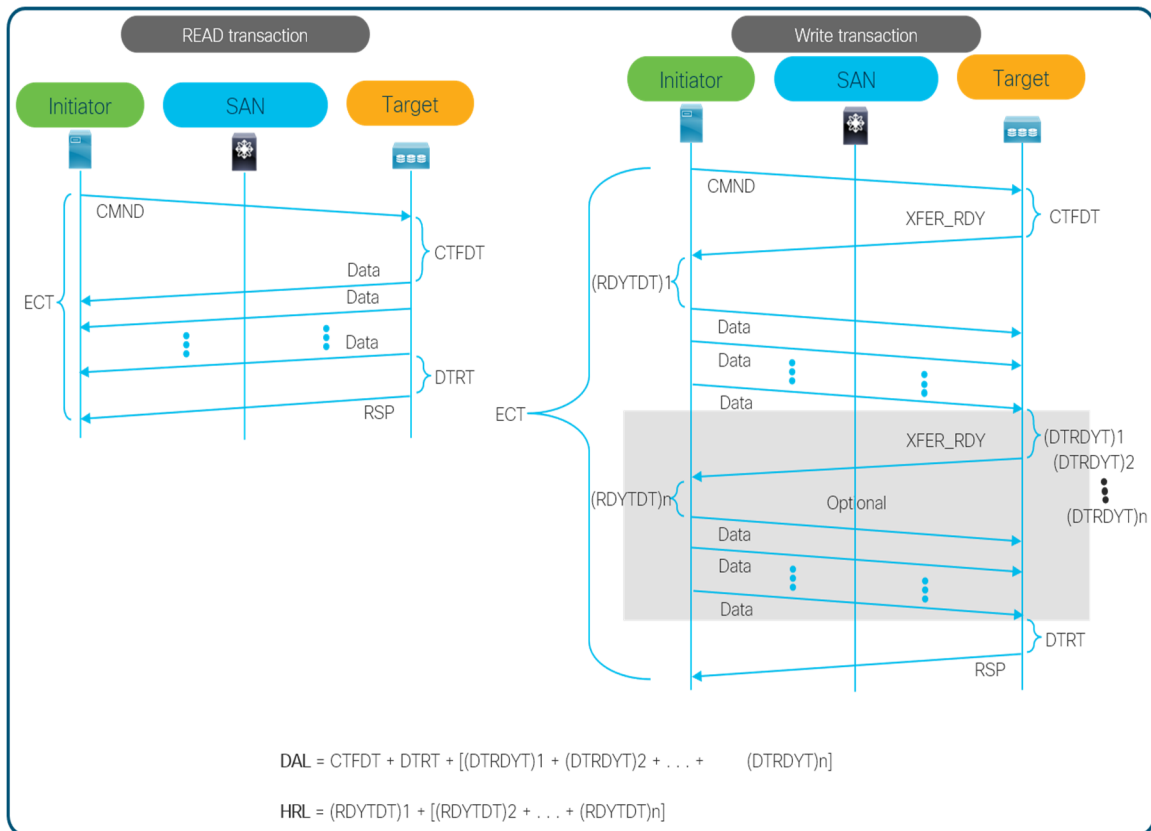 READ transaction
Write transaction
Initiator
SAN
Target
Initiator
SAN
Target
CMND
CTFDT
Data
ECT
Data
Data
DTRT
RSP
CMND
XFER_RDY
CTFDT
(RDYTDT)1
Data
Data
Data
ECT
XFER_RDY
(DTRDYT)1
(DTRDYT)2
(RDYTDT)n
Optional
(DTRDYT)n
Data
Data
Data
DTRT
RSP
DAL = CTFDT + DTRT + [(DTRDYT)1 + (DTRDYT)2 + . . . + (DTRDYT)n]
HRL = (RDYTDT)1 + [(RDYTDT)2 + . . . + (RDYTDT)n]